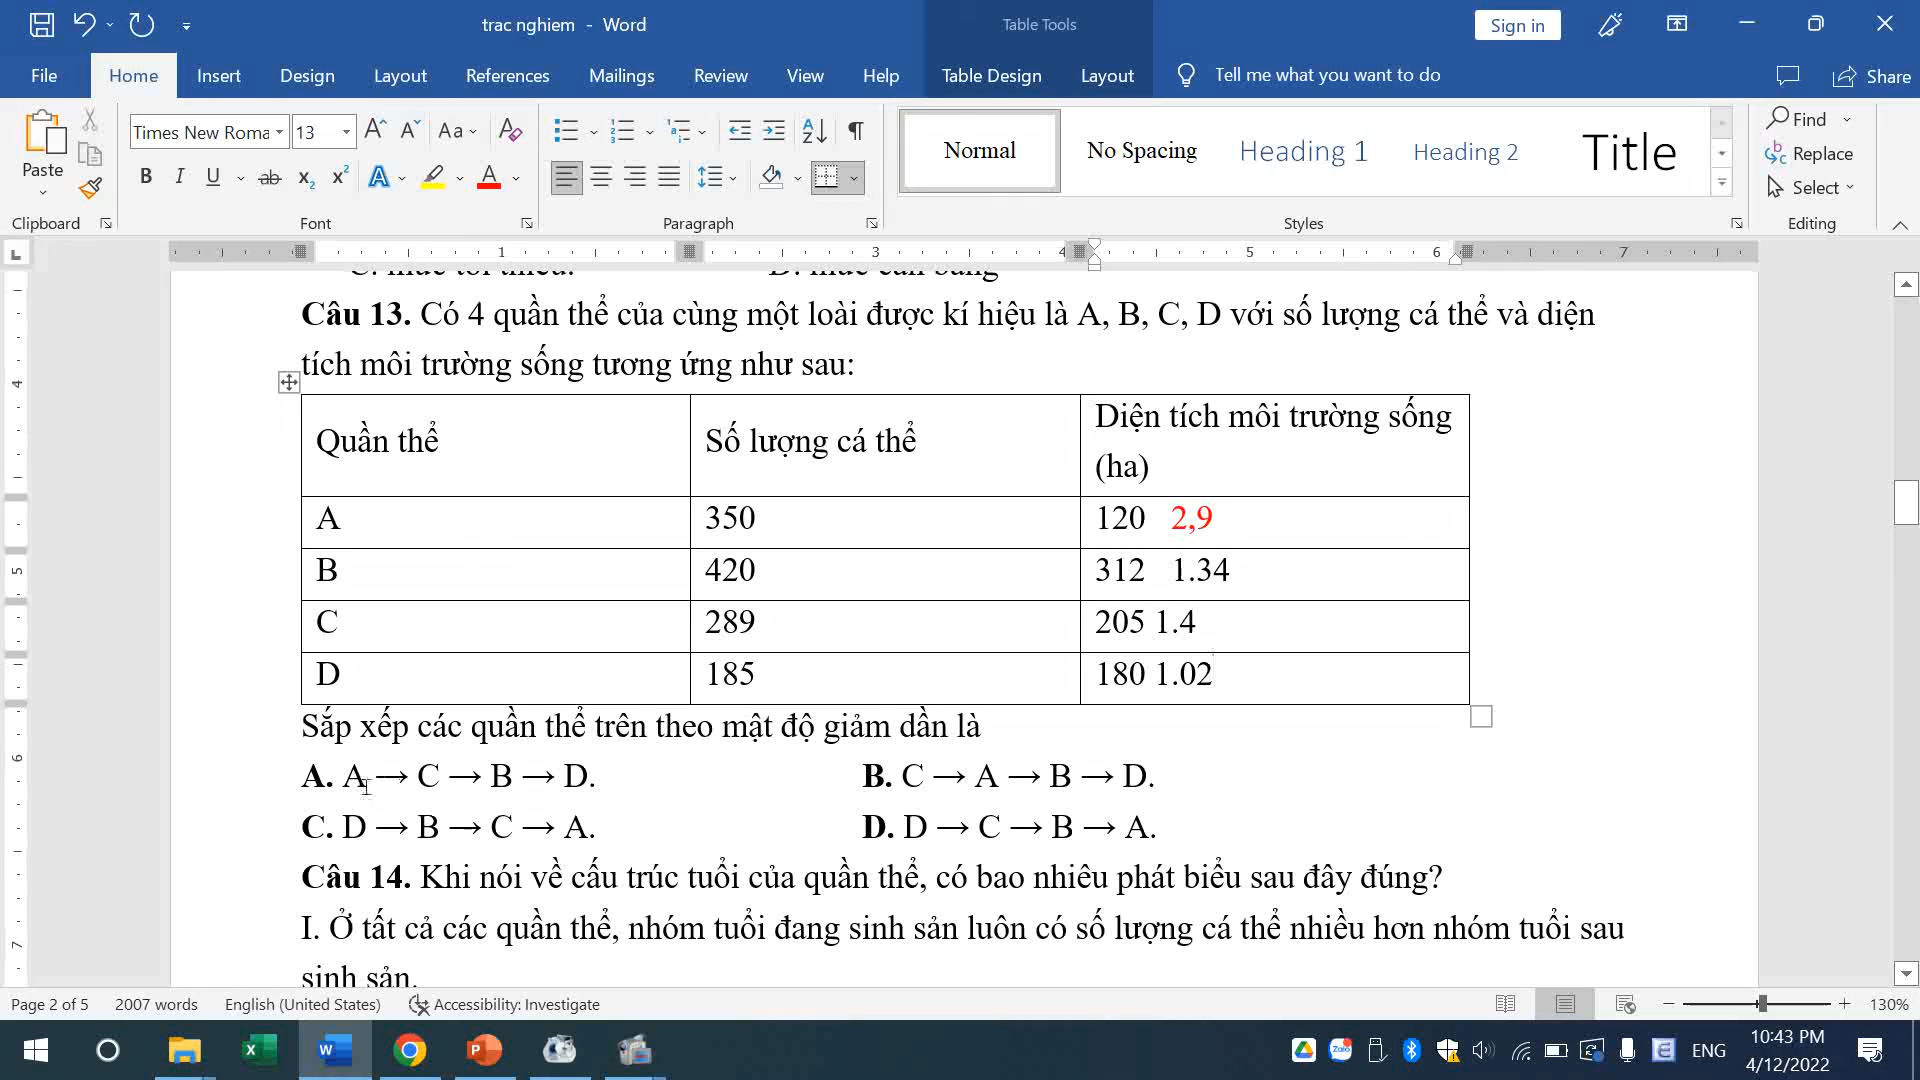 trac nghiem - Word
Table Tools
Sign in
File Home Insert Design Layout References Mailings Review View Help Table Design Layout Tell me what you want to do Share
Paste
Times New Roma 13
Aa
B I U ab
Normal
No Spacing
Heading 1
Heading 2
Title
Find
Replace
Select
Clipboard Font Paragraph Styles Editing
1 3 4 5 6 7
Câu 13. Có 4 quần thể của cùng một loài được kí hiệu là A, B, C, D với số lượng cá thể và diện
tích môi trường sống tương ứng như sau:
Quần thể Số lượng cá thể Diện tích môi trường sống
(ha)
A 350 120 2,9
B 420 312 1.34
C 289 205 1.4
D 185 180 1.02
Sắp xếp các quần thể trên theo mật độ giảm dần là
A. A → C → B → D. B. C → A → B → D.
C. D → B → C → A. D. D → C → B → A.
Câu 14. Khi nói về cấu trúc tuổi của quần thể, có bao nhiêu phát biểu sau đây đúng?
I. Ở tất cả các quần thể, nhóm tuổi đang sinh sản luôn có số lượng cá thể nhiều hơn nhóm tuổi sau
sinh sản.
Page 2 of 5 2007 words English (United States) Accessibility: Investigate 130%
ENG
10:43 PM
4/12/2022